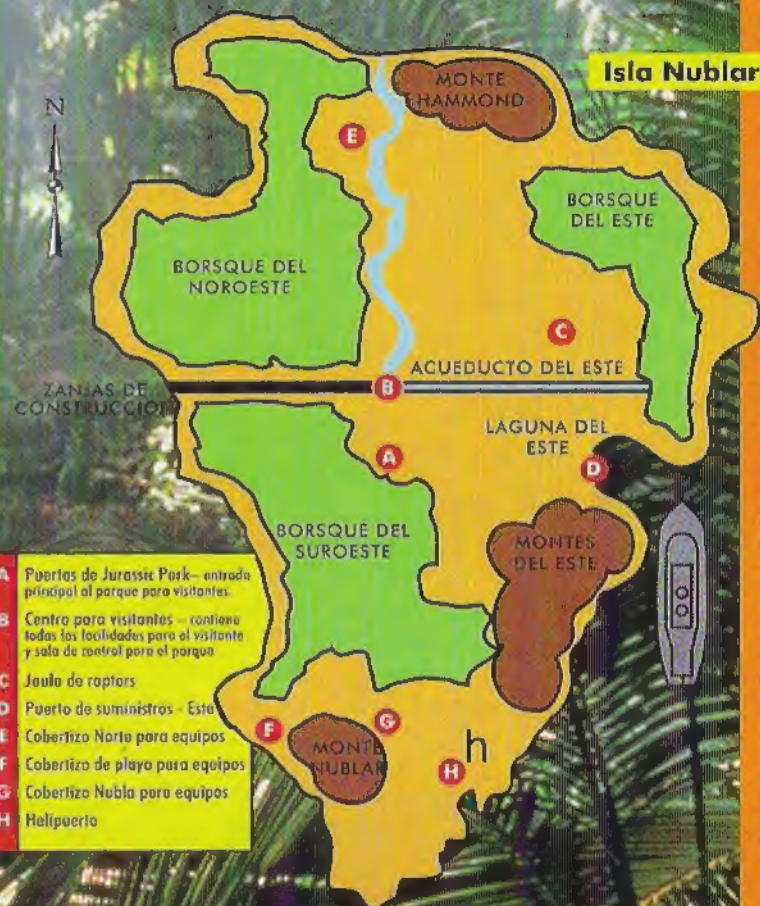 Isla Nublar
N
MONTE
HAMMOND
E
BORSQUE
DEL ESTE
BORSQUE DEL
NOROESTE
C
ACUEDUCTO DEL ESTE
ZANJAS DE
CONSTRUCCIÓN
B
LAGUNA DEL
ESTE
A
D
BORSQUE DEL
SUROESTE
MONTES
DEL ESTE
F
G
MONTE
NUBLAR
h
H
A Puertas de Jurassic Park– entrada
principal al parque para visitantes
B Centro para visitantes – contiene
todas las facilidades para el visitante
y sala de control para el parque
C Jaula de raptors
D Puerto de suministros - Este
E Cobertizo Norte para equipos
F Cobertizo de playa para equipos
G Cobertizo Nubla para equipos
H Helipuerto